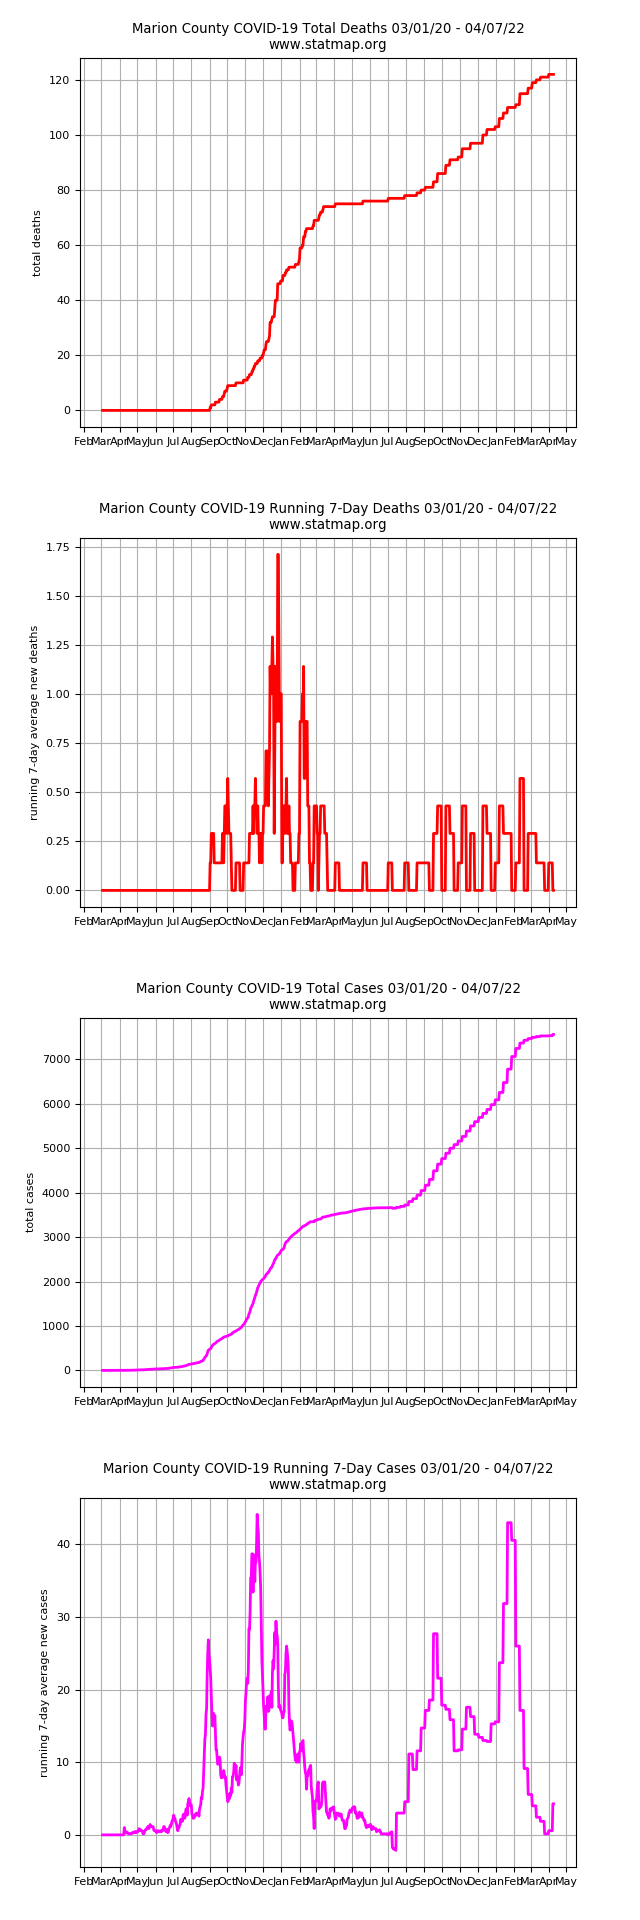 Marion County COVID-19 Total Deaths 03/01/20 - 04/07/22
www.statmap.org
total deaths
120
100
80
60
40
20
0
Feb Mar Apr May Jun Jul Aug Sep Oct Nov Dec Jan Feb Mar Apr May Jun Jul Aug Sep Oct Nov Dec Jan Feb Mar Apr May
Marion County COVID-19 Running 7-Day Deaths 03/01/20 - 04/07/22
www.statmap.org
running 7-day average new deaths
1.75
1.50
1.25
1.00
0.75
0.50
0.25
0.00
Feb Mar Apr May Jun Jul Aug Sep Oct Nov Dec Jan Feb Mar Apr May Jun Jul Aug Sep Oct Nov Dec Jan Feb Mar Apr May
Marion County COVID-19 Total Cases 03/01/20 - 04/07/22
www.statmap.org
total cases
7000
6000
5000
4000
3000
2000
1000
0
Feb Mar Apr May Jun Jul Aug Sep Oct Nov Dec Jan Feb Mar Apr May Jun Jul Aug Sep Oct Nov Dec Jan Feb Mar Apr May
Marion County COVID-19 Running 7-Day Cases 03/01/20 - 04/07/22
www.statmap.org
running 7-day average new cases
40
30
20
10
0
Feb Mar Apr May Jun Jul Aug Sep Oct Nov Dec Jan Feb Mar Apr May Jun Jul Aug Sep Oct Nov Dec Jan Feb Mar Apr May